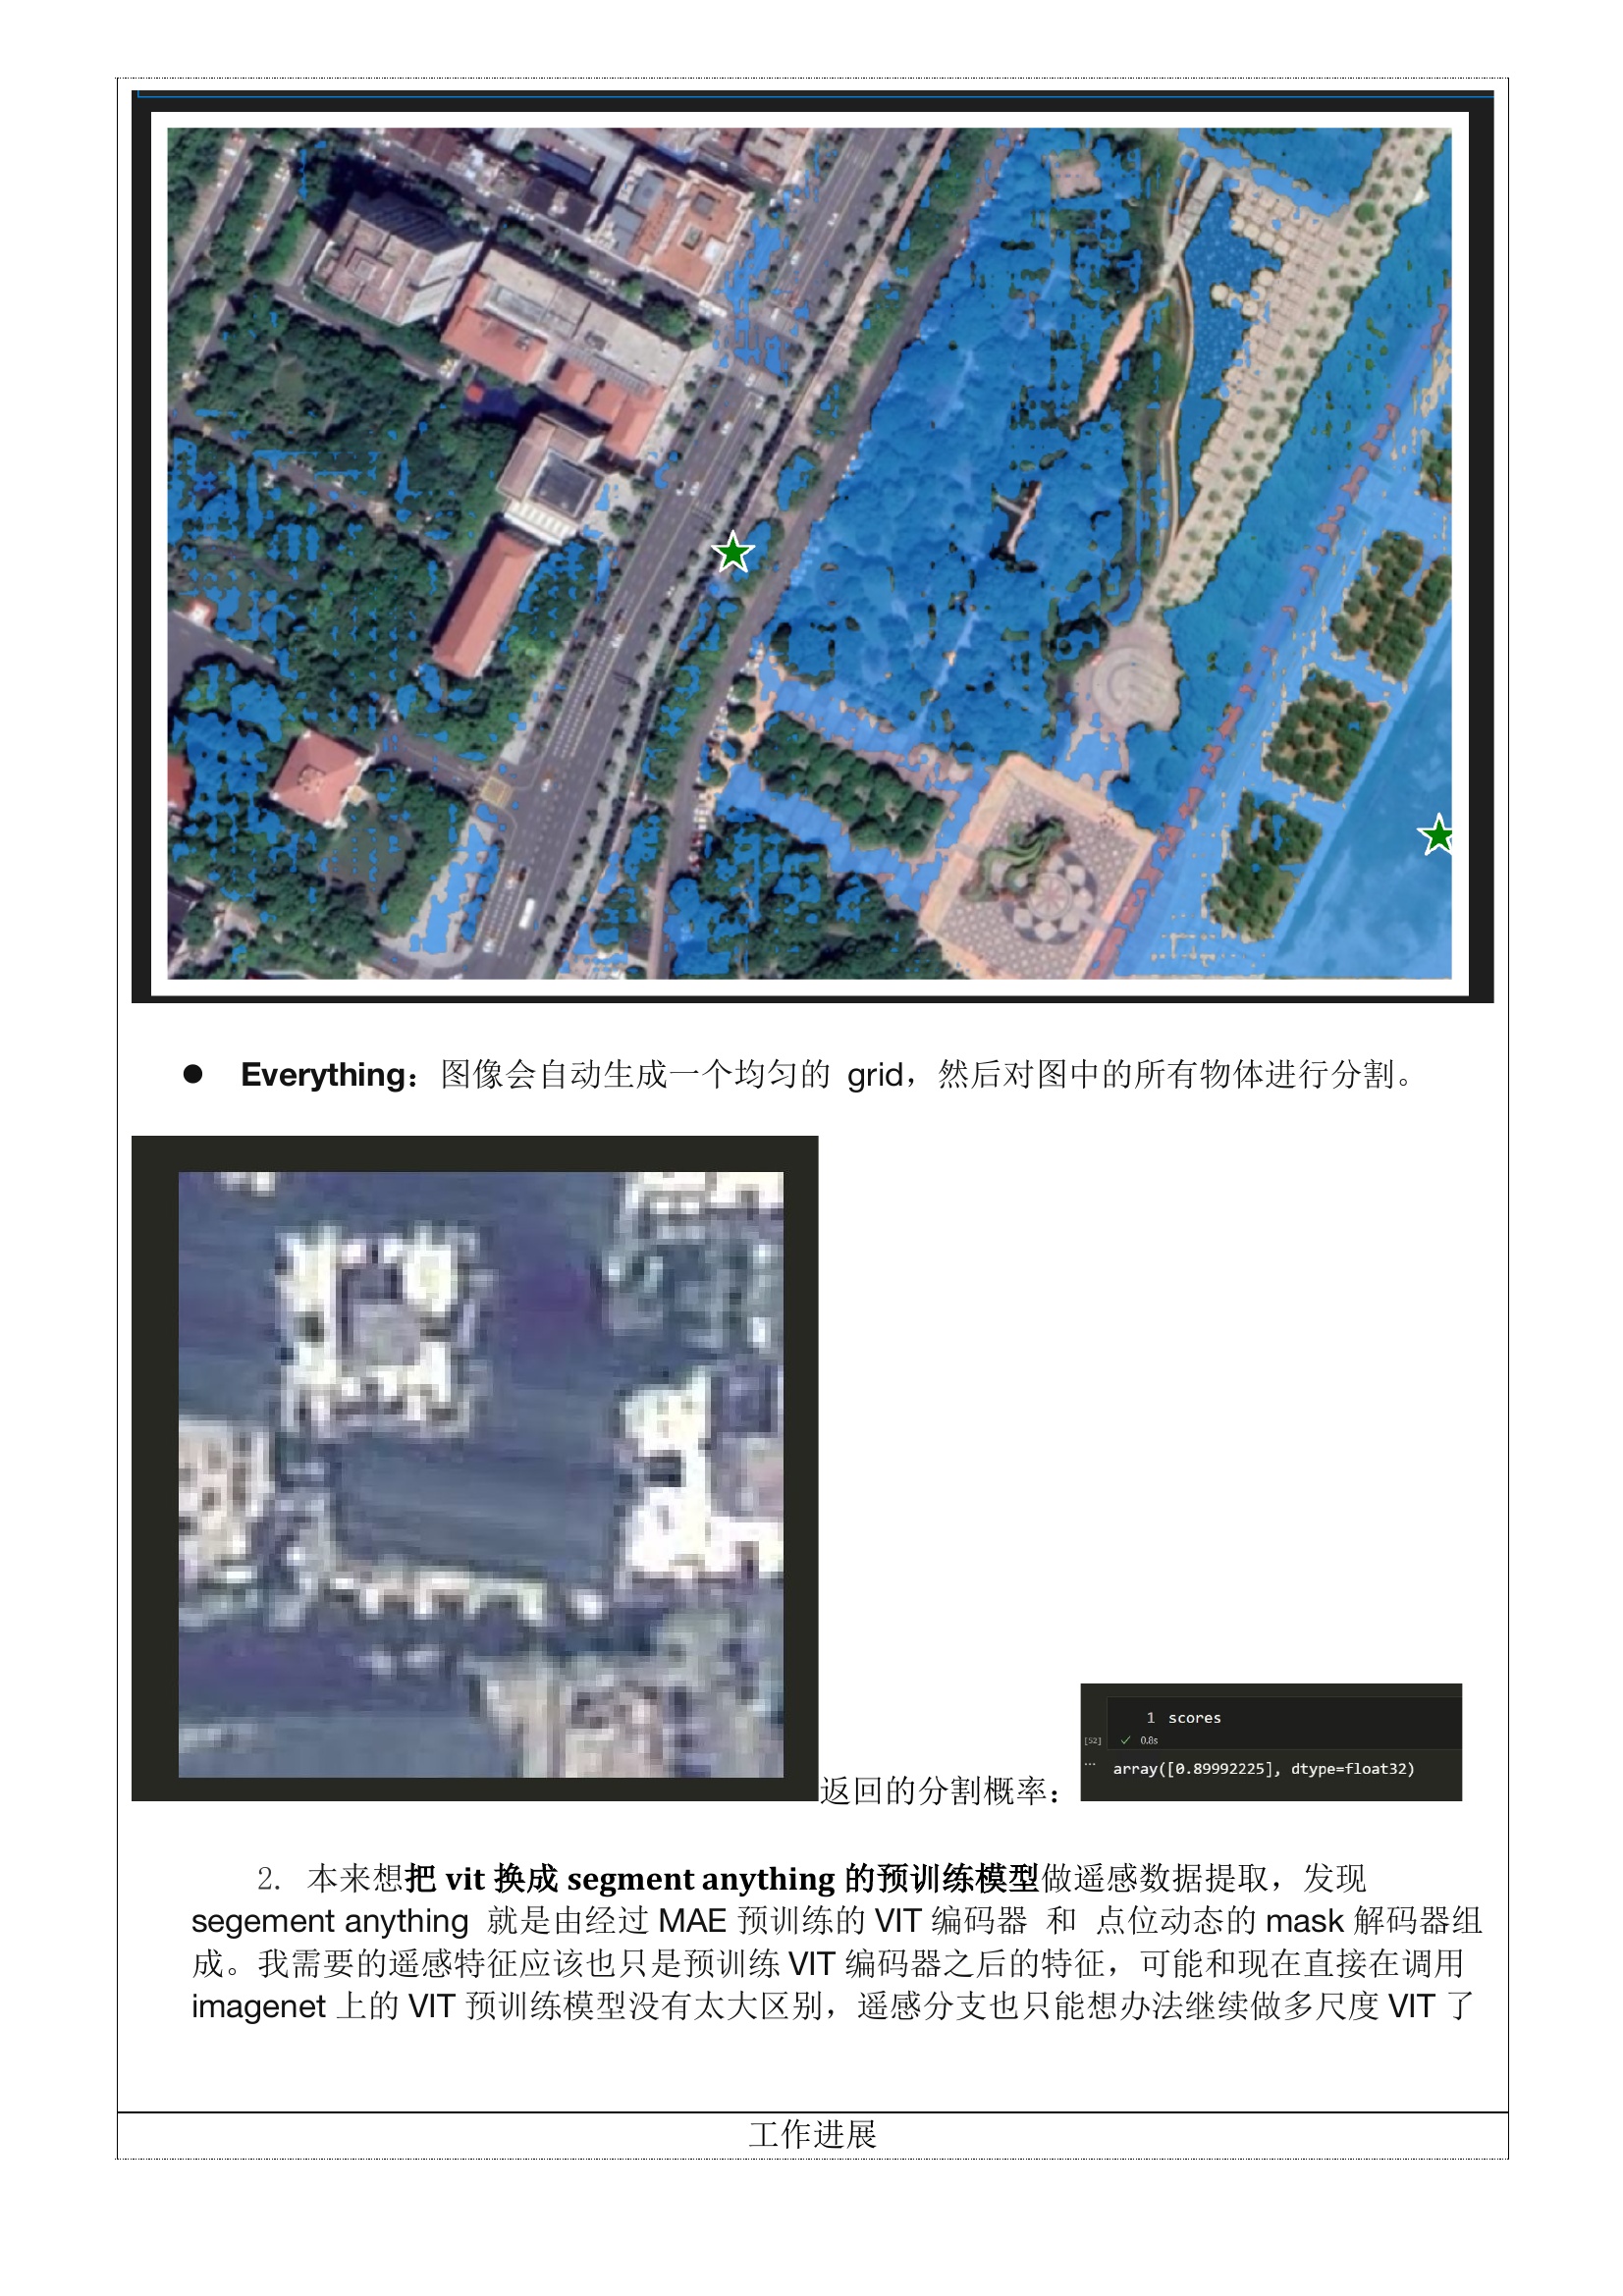 ● Everything：图像会自动生成一个均匀的 grid，然后对图中的所有物体进行分割。
1 scores
[52] ✓ 0.8s
... array([0.89992225], dtype=float32)
返回的分割概率：
2. 本来想把 vit 换成 segment anything 的预训练模型做遥感数据提取，发现
segement anything 就是由经过 MAE 预训练的 VIT 编码器 和 点位动态的 mask 解码器组
成。我需要的遥感特征应该也只是预训练 VIT 编码器之后的特征，可能和现在直接在调用
imagenet 上的 VIT 预训练模型没有太大区别，遥感分支也只能想办法继续做多尺度 VIT 了
工作进展